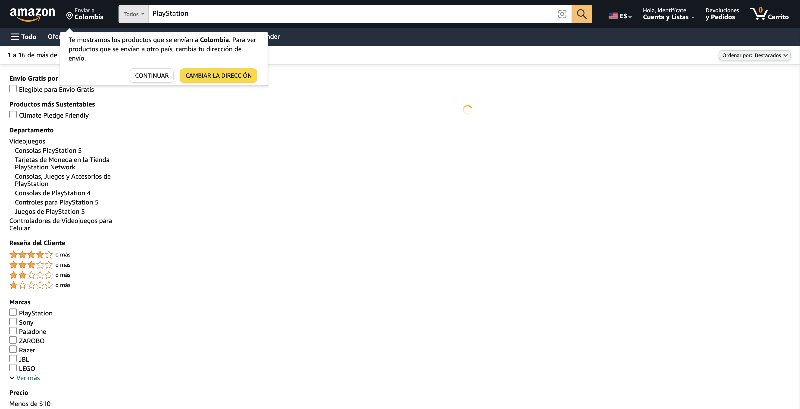 amazon
Enviar a
Colombia
Todos
PlayStation
ES
Hola, Identifícate
Cuenta y Listas
Devoluciones
y Pedidos
0
Carrito
Todo
1 a 16 de más de
Te mostramos los productos que se envían a Colombia. Para ver
productos que se envían a otro país, cambia tu dirección de
envío.
CONTINUAR
CAMBIAR LA DIRECCIÓN
Ordenar por: Destacados
Envío Gratis por
Elegible para Envío Gratis
Productos más Sustentables
Climate Pledge Friendly
Departamento
Videojuegos
Consolas PlayStation 5
Tarjetas de Moneda en la Tienda
PlayStation Network
Consolas, Juegos y Accesorios de
PlayStation
Consolas de PlayStation 4
Controles para PlayStation 5
Juegos de PlayStation 5
Controladores de Videojuegos para
Celular
Reseña del Cliente
o más
o más
o más
o más
Marcas
PlayStation
Sony
Paladone
ZAROBO
Razer
JBL
LEGO
Ver más
Precio
Menos de $10